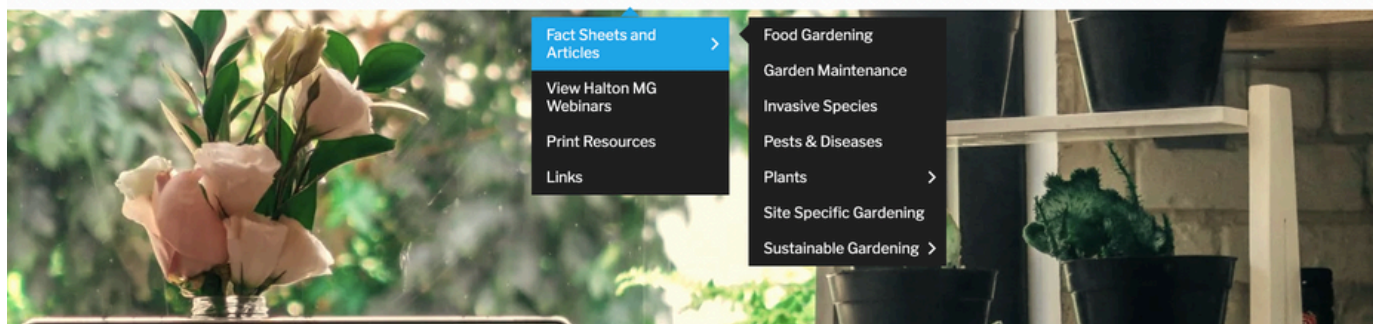 Fact Sheets and
Articles
View Halton MG
Webinars
Print Resources
Links
Food Gardening
Garden Maintenance
Invasive Species
Pests & Diseases
Plants
Site Specific Gardening
Sustainable Gardening